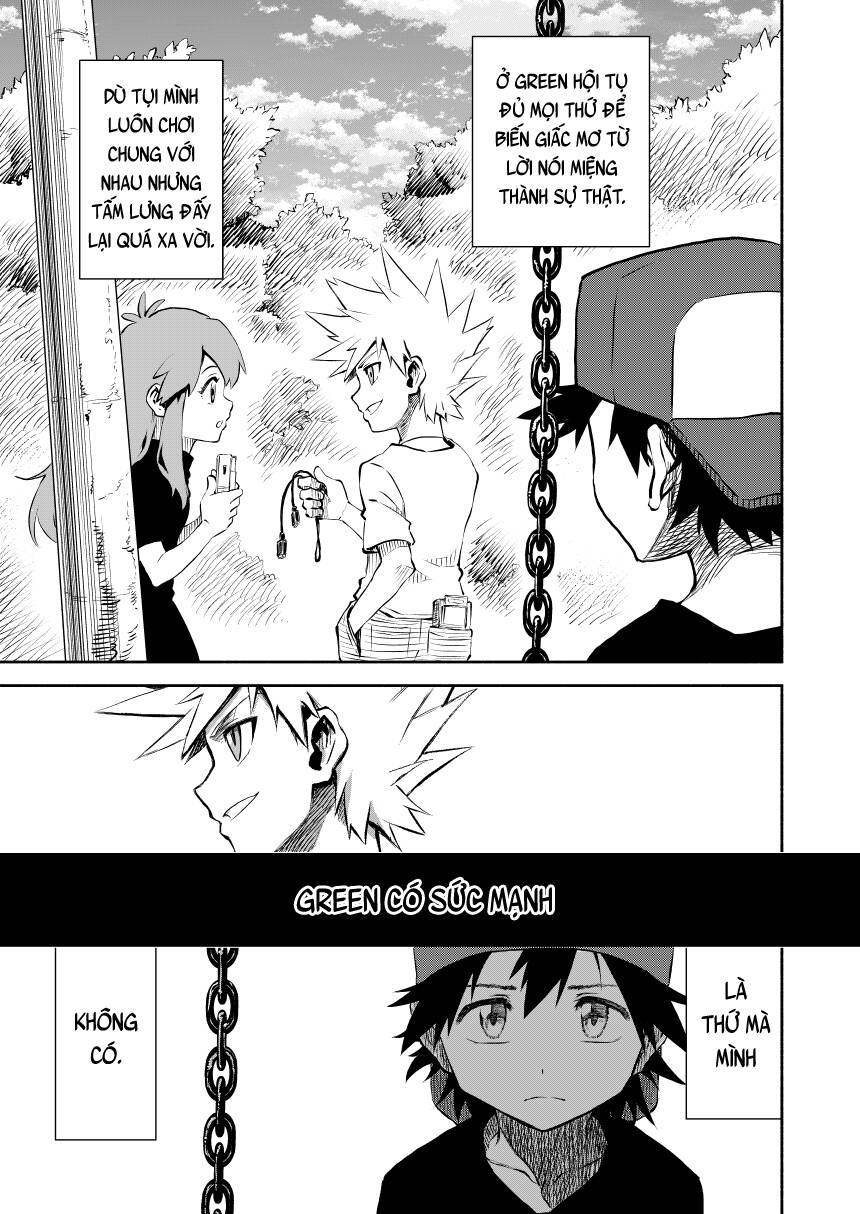 Ở GREEN HỘI TỤ
ĐỦ MỌI THỨ ĐỂ
BIẾN GIẤC MƠ TỪ
LỜI NÓI MIỆNG
THÀNH SỰ THẬT.
DÙ TỤI MÌNH
LUÔN CHƠI
CHUNG VỚI
NHAU NHƯNG
TẤM LƯNG ĐẤY
LẠI QUÁ XA VỜI.
GREEN CÓ SỨC MẠNH
LÀ
THỨ MÀ
MÌNH
KHÔNG
CÓ.